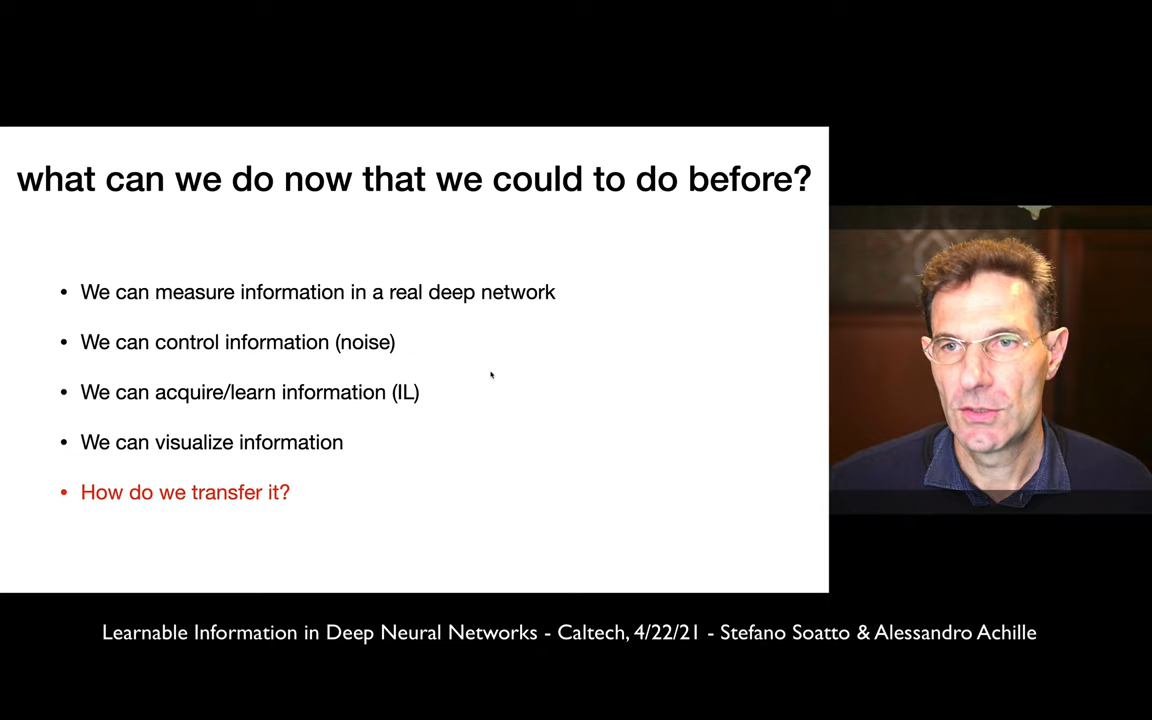 what can we do now that we could to do before?
• We can measure information in a real deep network
• We can control information (noise)
• We can acquire/learn information (IL)
• We can visualize information
• How do we transfer it?
Learnable Information in Deep Neural Networks - Caltech, 4/22/21 - Stefano Soatto & Alessandro Achille